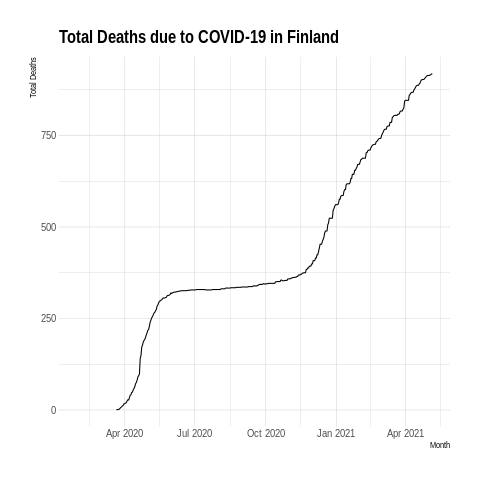 Total Deaths due to COVID-19 in Finland
Total Deaths
750
500
250
0
Apr 2020 Jul 2020 Oct 2020 Jan 2021 Apr 2021
Month